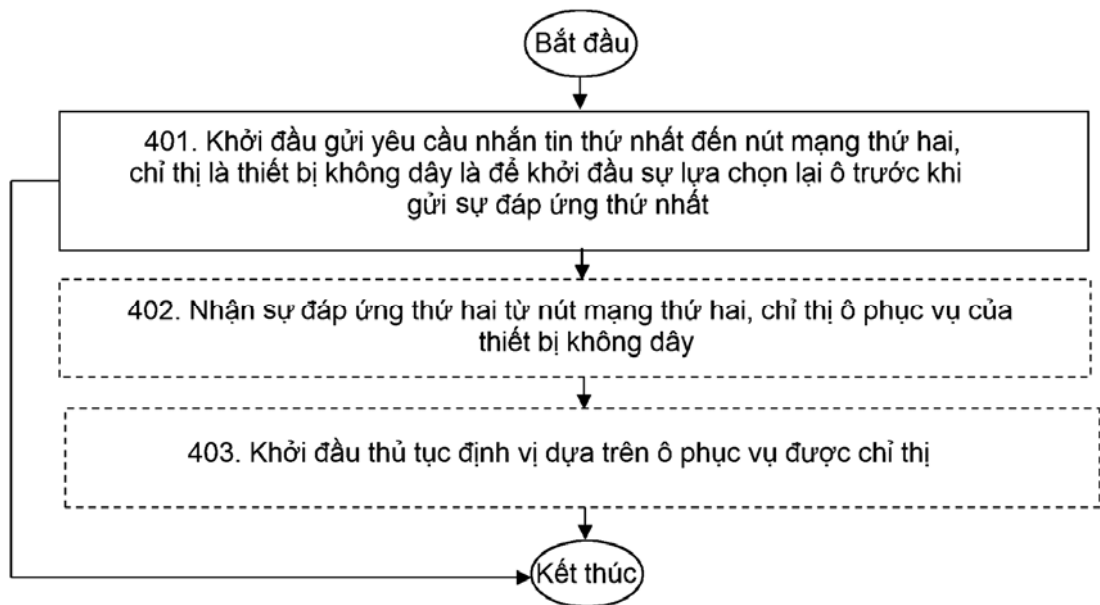 Bắt đầu
401. Khởi đầu gửi yêu cầu nhắn tin thứ nhất đến nút mạng thứ hai,
chỉ thị là thiết bị không dây là để khởi đầu sự lựa chọn lại ô trước khi
gửi sự đáp ứng thứ nhất
402. Nhận sự đáp ứng thứ hai từ nút mạng thứ hai, chỉ thị ô phục vụ của
thiết bị không dây
403. Khởi đầu thủ tục định vị dựa trên ô phục vụ được chỉ thị
Kết thúc